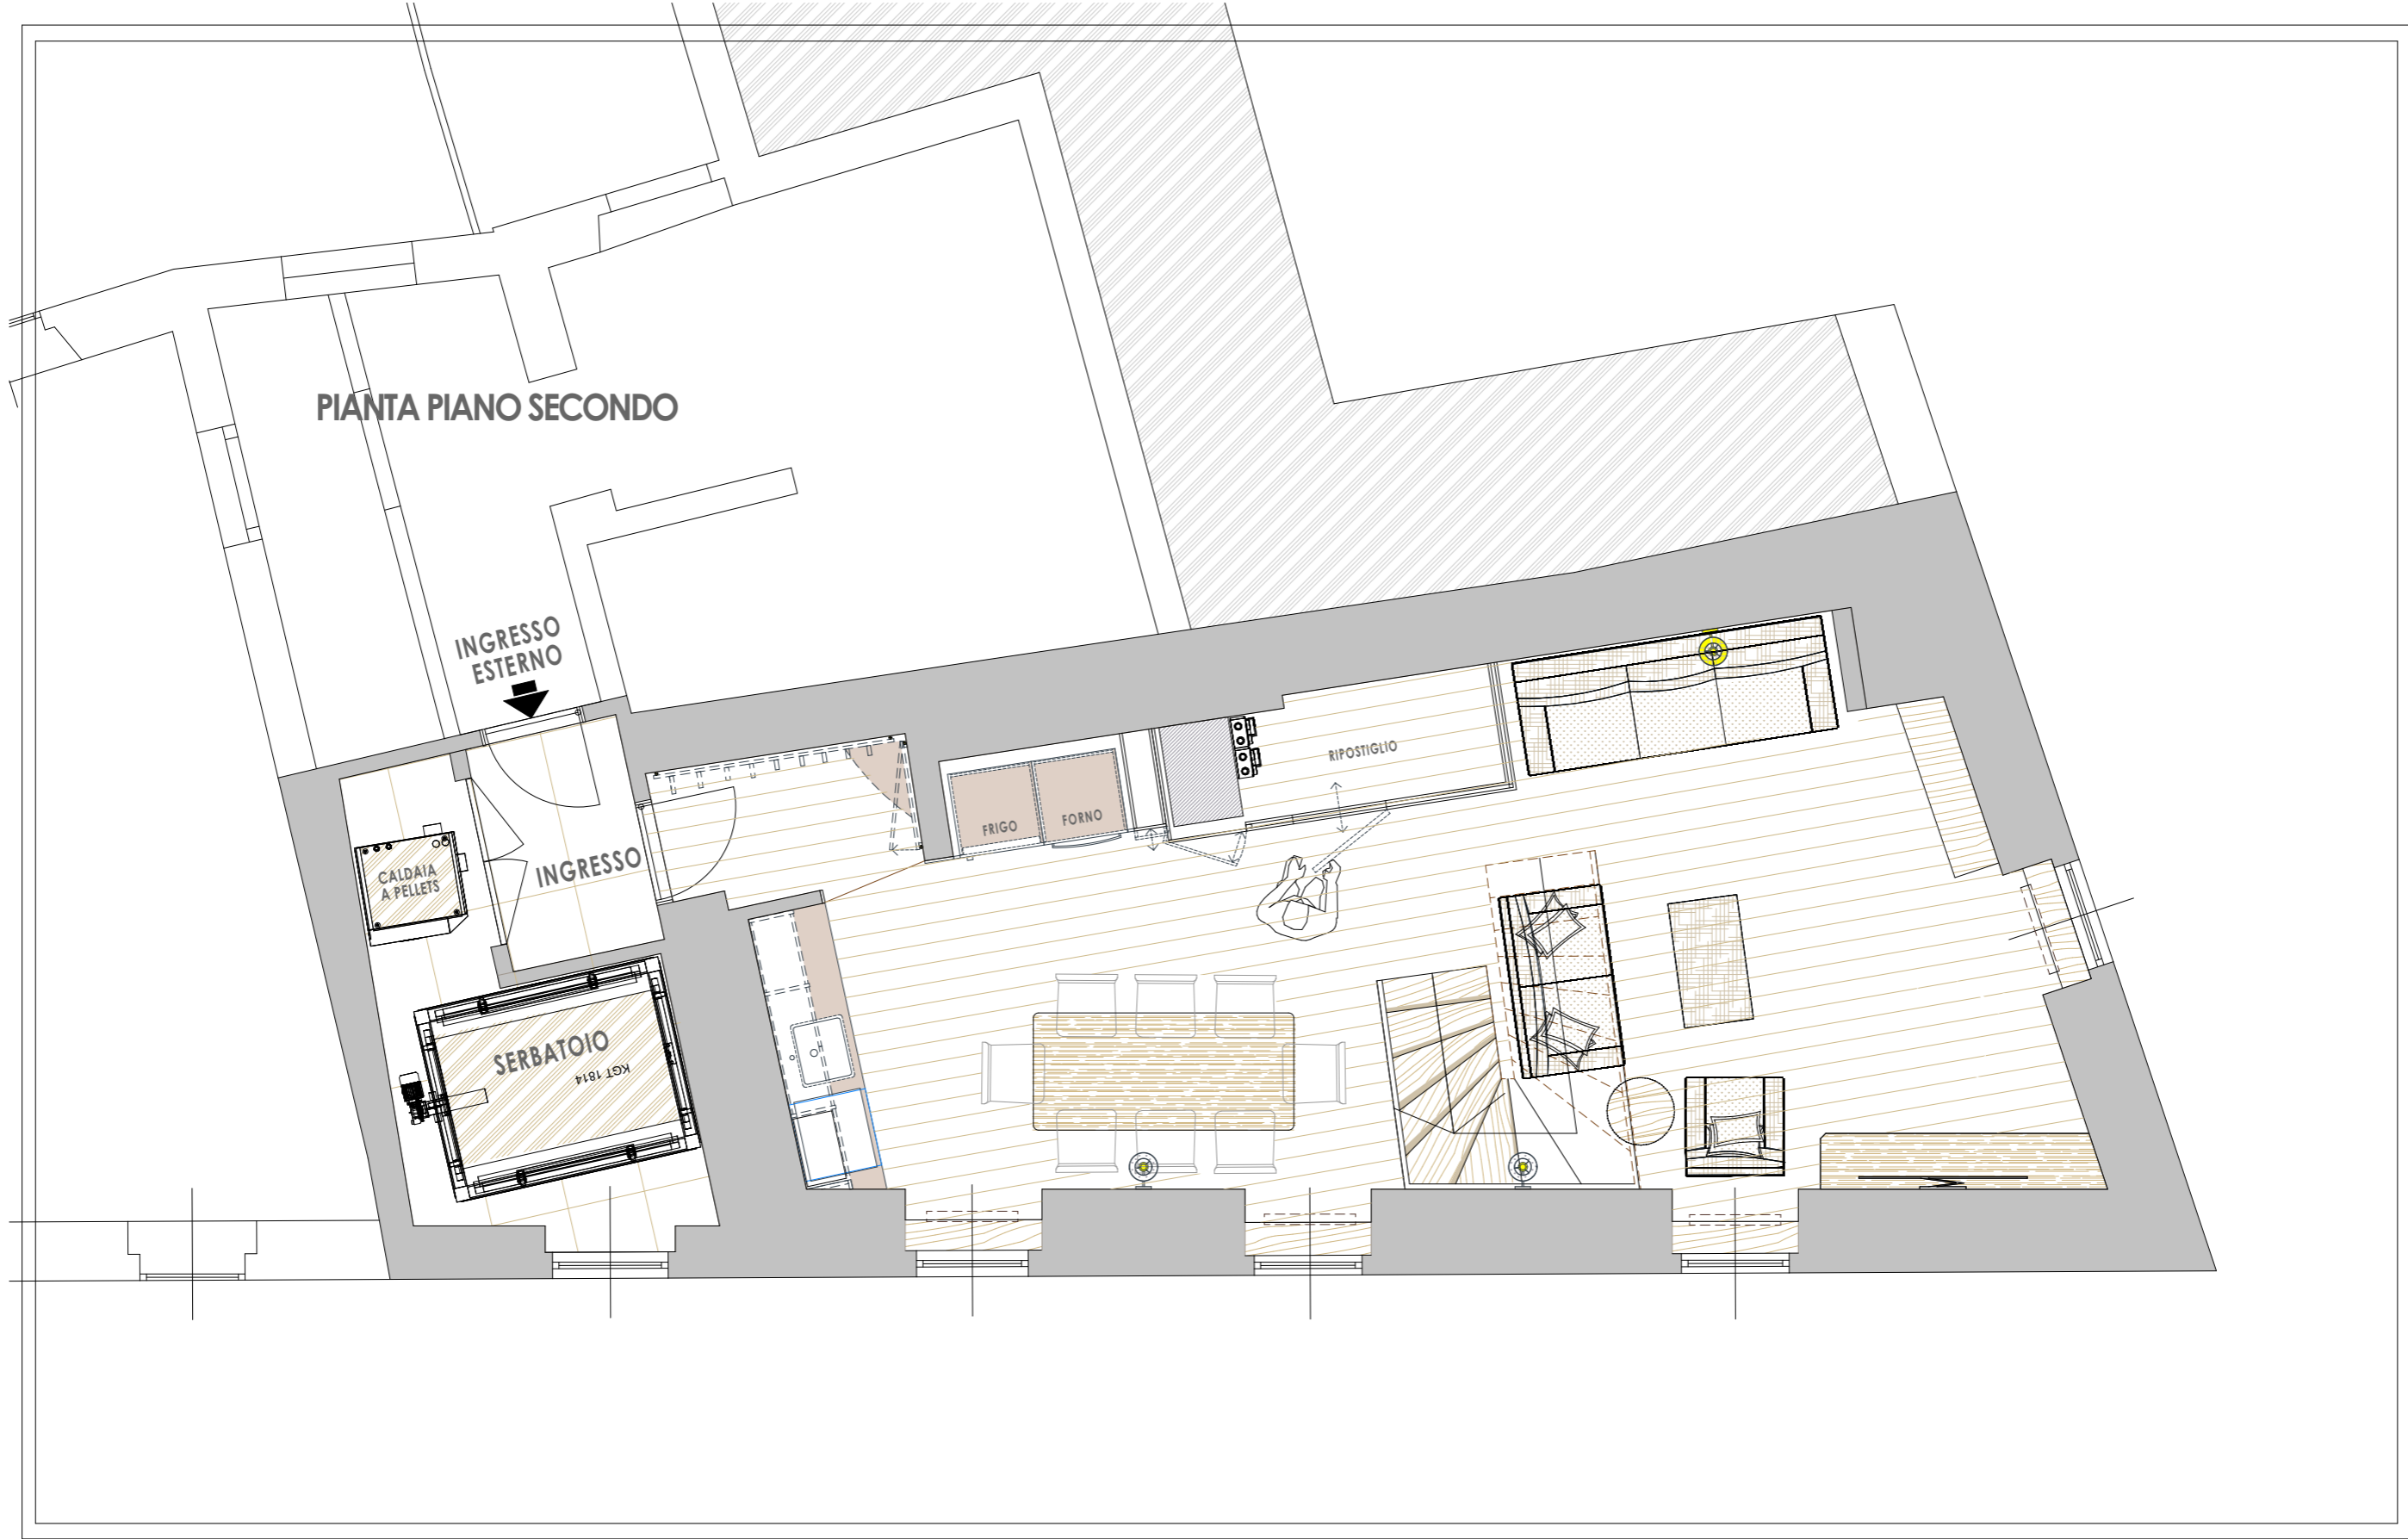 PIANTA PIANO SECONDO
INGRESSO
ESTERNO
RIPOSTIGLIO
FRIGO
FORNO
INGRESSO
CALDAIA
A PELLETS
SERBATOIO
KGT 1814